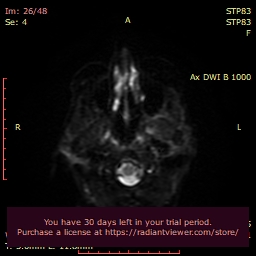 Im: 26/48
Se: 4
A
STP83
STP83
F
Ax DWI B 1000
R
L
You have 30 days left in your trial period.
Purchase a license at https://radiantviewer.com/store/